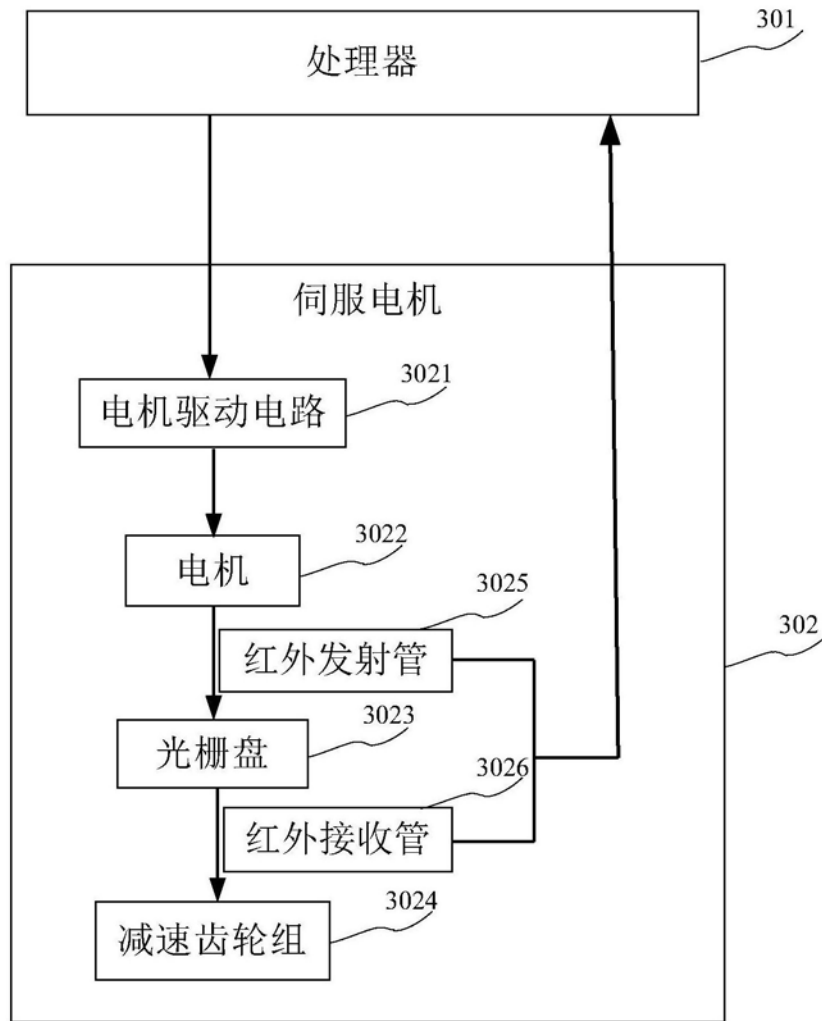 301
处理器
伺服电机
3021
电机驱动电路
3022
电机
3025
红外发射管
302
3023
光栅盘
3026
红外接收管
3024
减速齿轮组